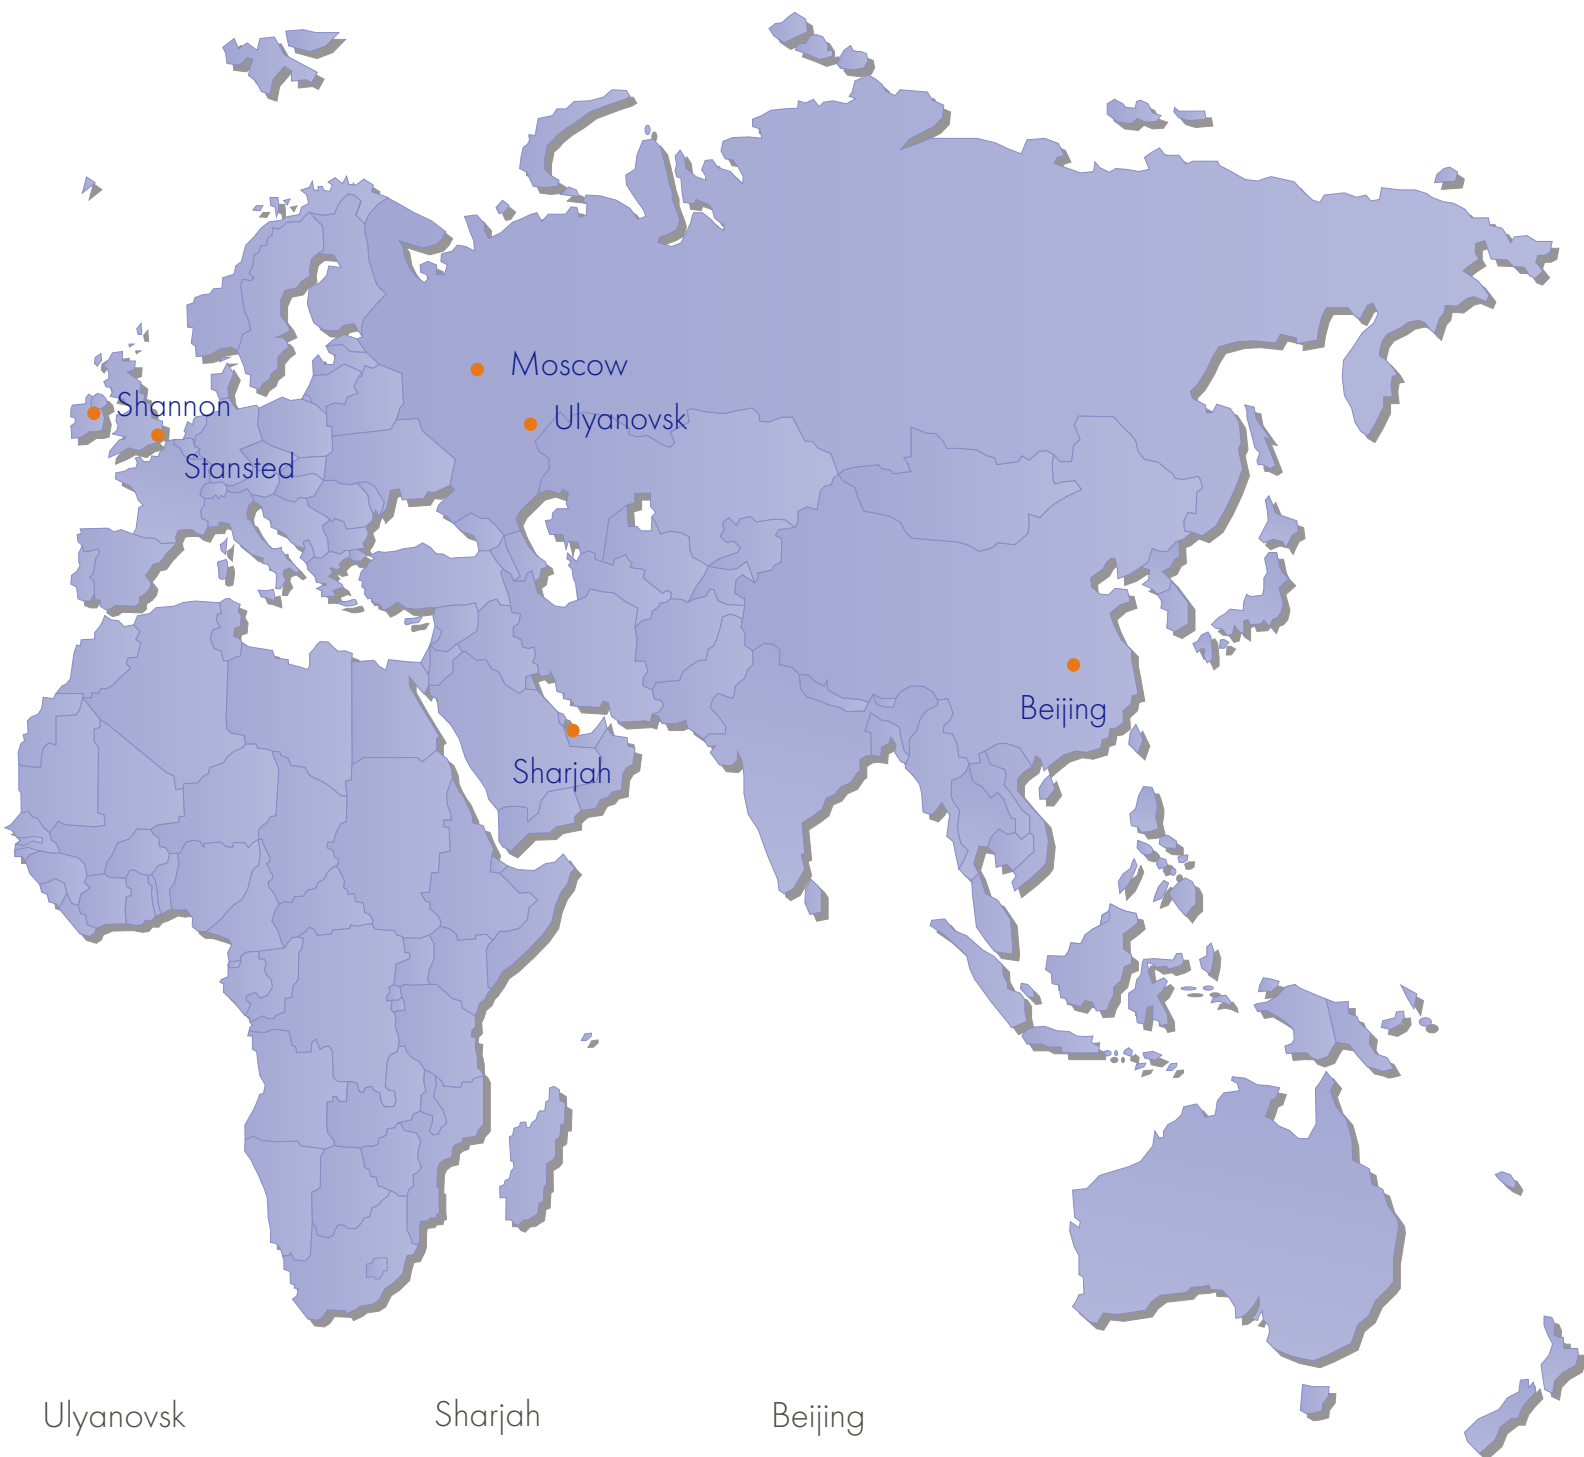 Moscow
Shannon
Ulyanovsk
Stansted
Beijing
Sharjah
Ulyanovsk
Sharjah
Beijing